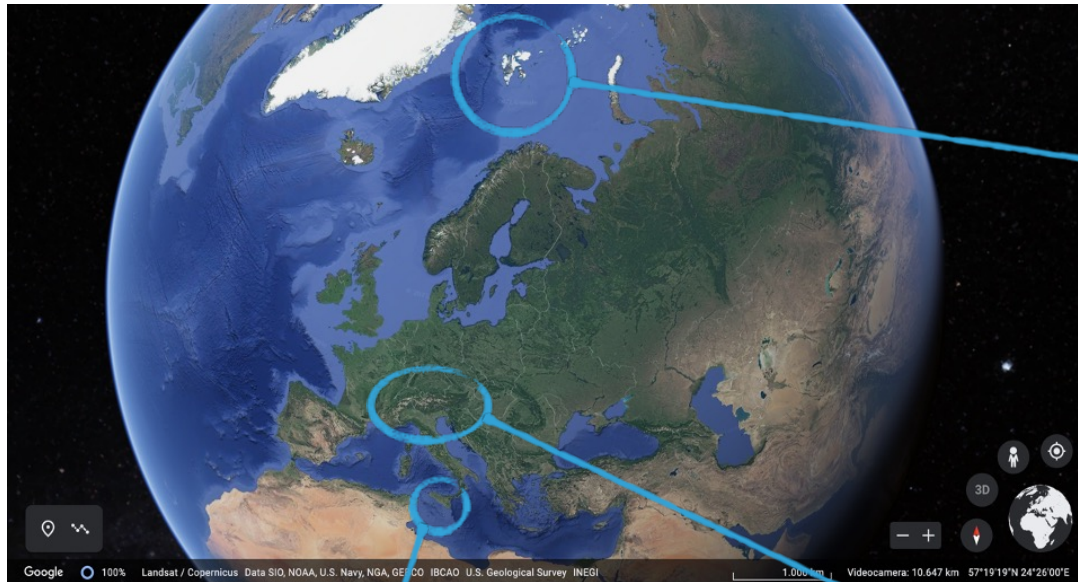 3D
Google 100% Landsat / Copernicus Data SIO, NOAA, U.S. Navy, NGA, GEBCO IBCAO U.S. Geological Survey INEGI 1.000 km Videocamera: 10.647 km 57°19'19"N 24°26'00"E